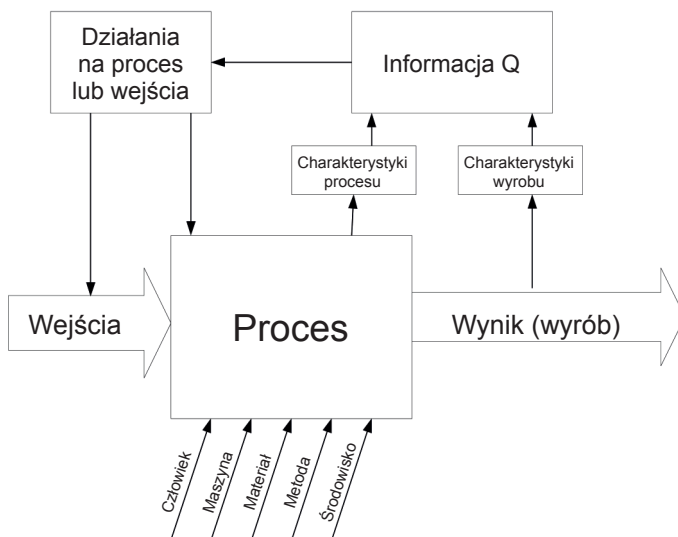 Działania
na proces
lub wejścia
Informacja Q
Charakterystyki
procesu
Charakterystyki
wyrobu
Wejścia
Proces
Wynik (wyrób)
Człowiek
Maszyna
Materiał
Metoda
Środowisko